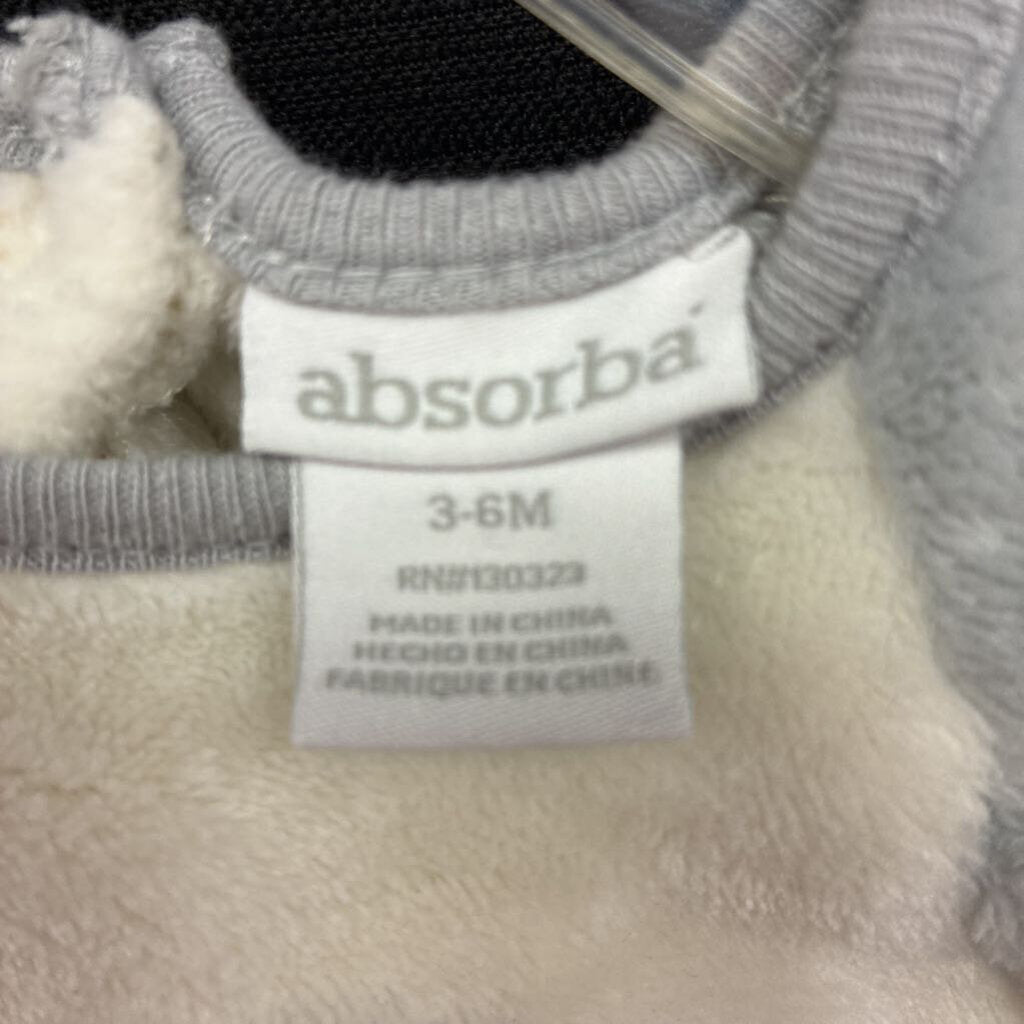 absorba
3-6M
RN#130323
MADE IN CHINA
HECHO EN CHINA
FABRIQUE EN CHINE